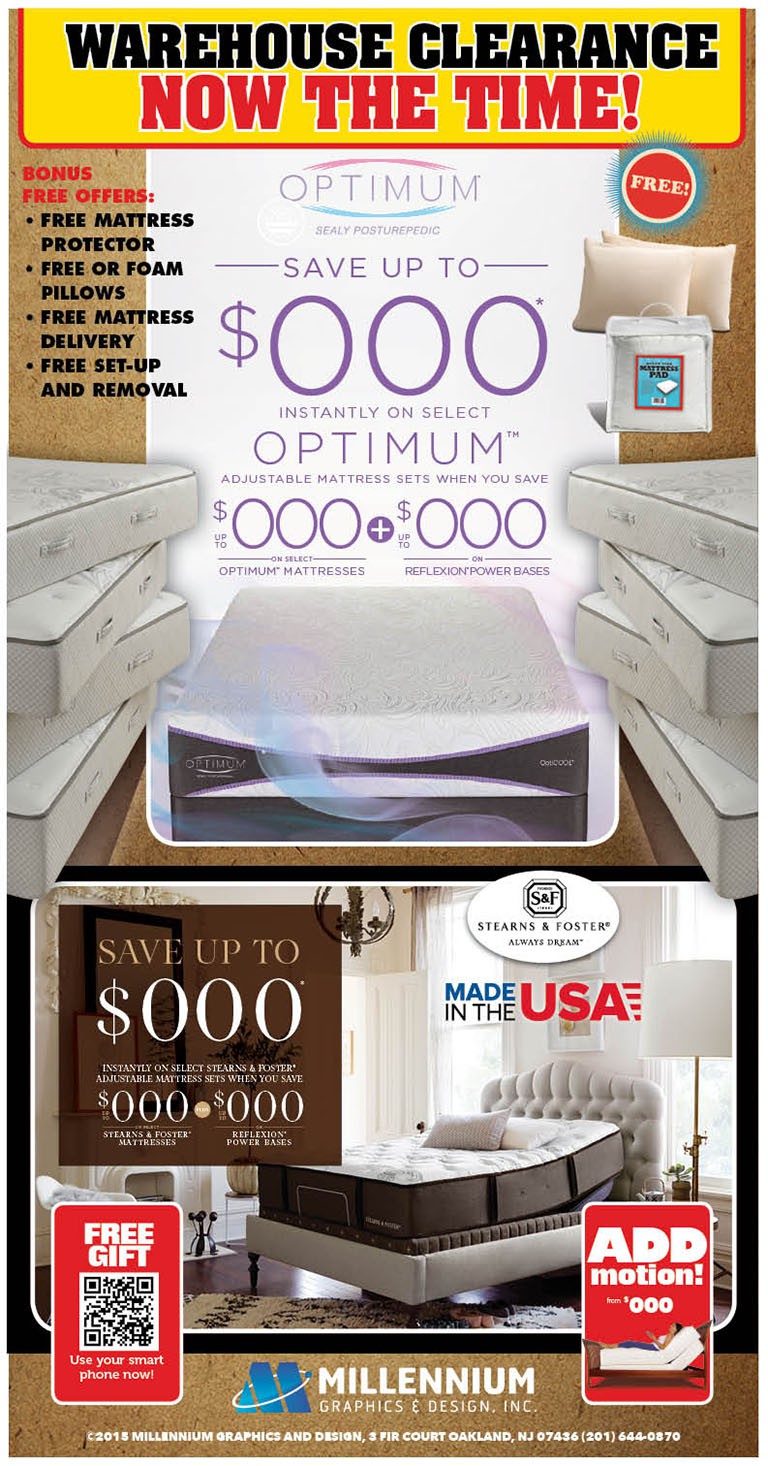 WAREHOUSE CLEARANCE
NOW THE TIME!
BONUS
FREE OFFERS:
• FREE MATTRESS
PROTECTOR
• FREE OR FOAM
PILLOWS
• FREE MATTRESS
DELIVERY
• FREE SET-UP
AND REMOVAL
OPTIMUM™
SEALY POSTUREPEDIC
FREE!
MATTRESS
PAD
SAVE UP TO
$000*
INSTANTLY ON SELECT
OPTIMUM™
ADJUSTABLE MATTRESS SETS WHEN YOU SAVE
UP TO $000 + UP TO $000
ON SELECT
OPTIMUM™ MATTRESSES
ON
REFLEXION® POWER BASES
OPTIMUM
OptiCOOL™
S&F
STEARNS & FOSTER®
ALWAYS DREAM™
MADE
IN THE
USA
SAVE UP TO
$000*
INSTANTLY ON SELECT STEARNS & FOSTER®
ADJUSTABLE MATTRESS SETS WHEN YOU SAVE
UP TO $000 PLUS UP TO $000
ON SELECT
STEARNS & FOSTER®
MATTRESSES
ON
REFLEXION®
POWER BASES
STEARNS & FOSTER®
FREE
GIFT
Use your smart
phone now!
ADD
motion!
from $000
MILLENNIUM
GRAPHICS & DESIGN, INC.
©2015 MILLENNIUM GRAPHICS AND DESIGN, 3 FIR COURT OAKLAND, NJ 07436 (201) 644-0870